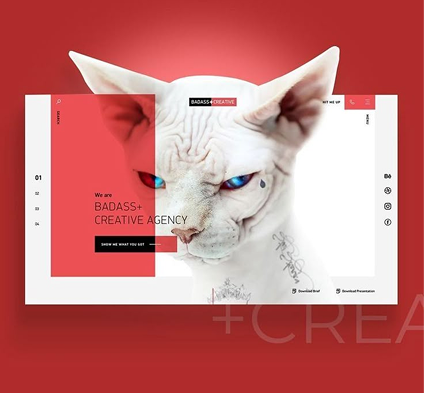 BADASS+CREATIVE
HIT ME UP
SEARCH
MENU
01
02
03
04
Bē
We are
BADASS+
CREATIVE AGENCY
SHOW ME WHAT YOU GOT
Download Brief
Download Presentation
+CREA